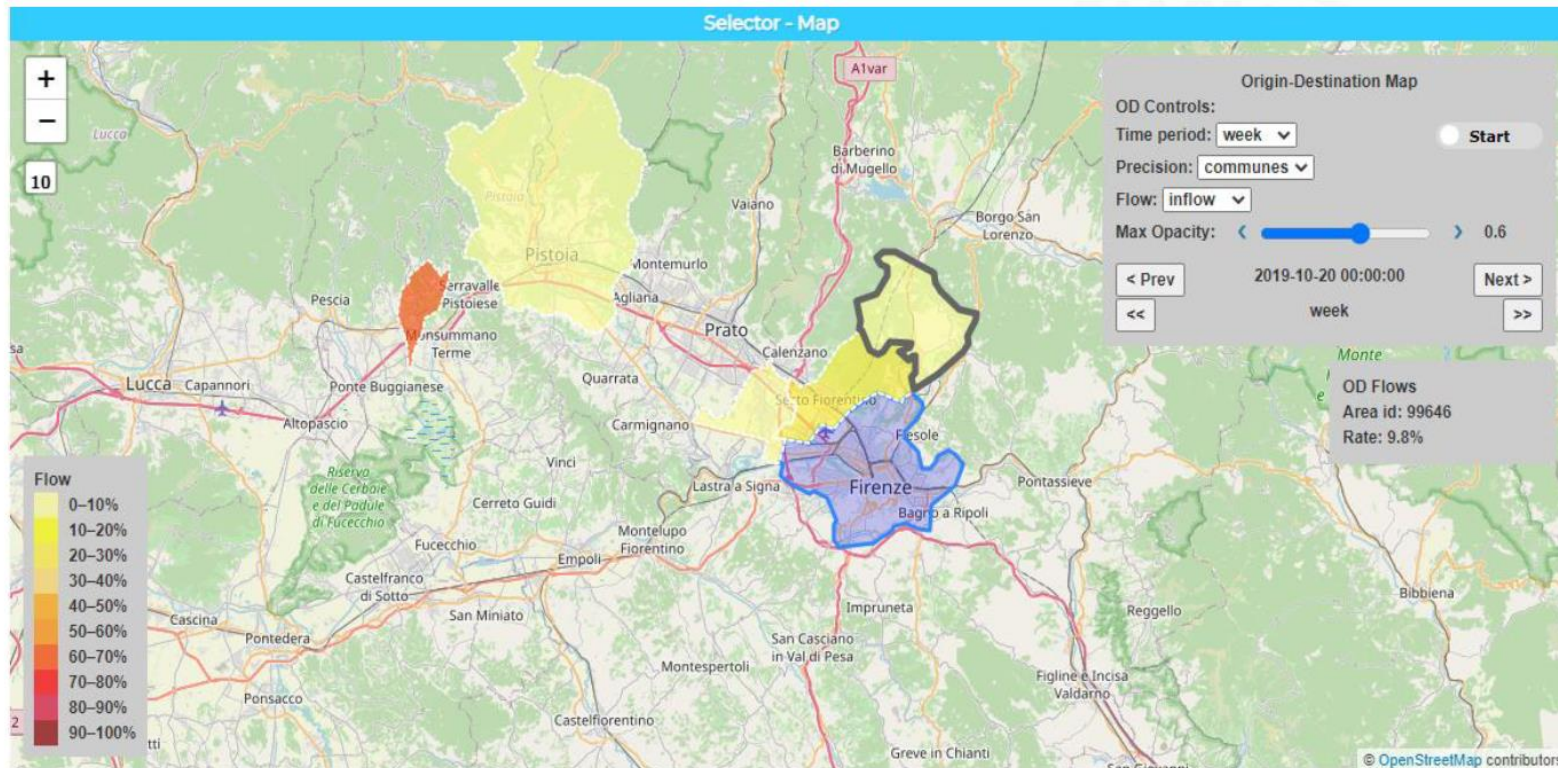 Selector - Map
+
−
10
Origin-Destination Map
OD Controls:
Time period: week
Start
Precision: communes
Flow: inflow
Max Opacity: < > 0.6
< Prev 2019-10-20 00:00:00 Next >
<< week >>
OD Flows
Area id: 99646
Rate: 9.8%
Flow
0–10%
10–20%
20–30%
30–40%
40–50%
50–60%
60–70%
70–80%
80–90%
90–100%
A1var
Lucca
Barberino
di Mugello
Pistoia
Vaiano
Borgo San
Lorenzo
Pistoia
Montemurlo
Pescia
Serravalle
Pistoiese
Agliana
Prato
Monsummano
Terme
Calenzano
Monte
Lucca
Capannori
Ponte Buggianese
Quarrata
Sesto Fiorentino
Altopascio
Carmignano
Fiesole
Vinci
Riserva
delle Cerbaie
e del Padule
di Fucecchio
Lastra a Signa
Firenze
Pontassieve
Cerreto Guidi
Bagno a Ripoli
Montelupo
Fiorentino
Fucecchio
Empoli
Castelfranco
di Sotto
Bibbiena
Cascina
San Miniato
Impruneta
Reggello
Pontedera
San Casciano
in Val di Pesa
Montespertoli
Figline e Incisa
Valdarno
Ponsacco
2
Castelfiorentino
Greve in Chianti
© OpenStreetMap contributors